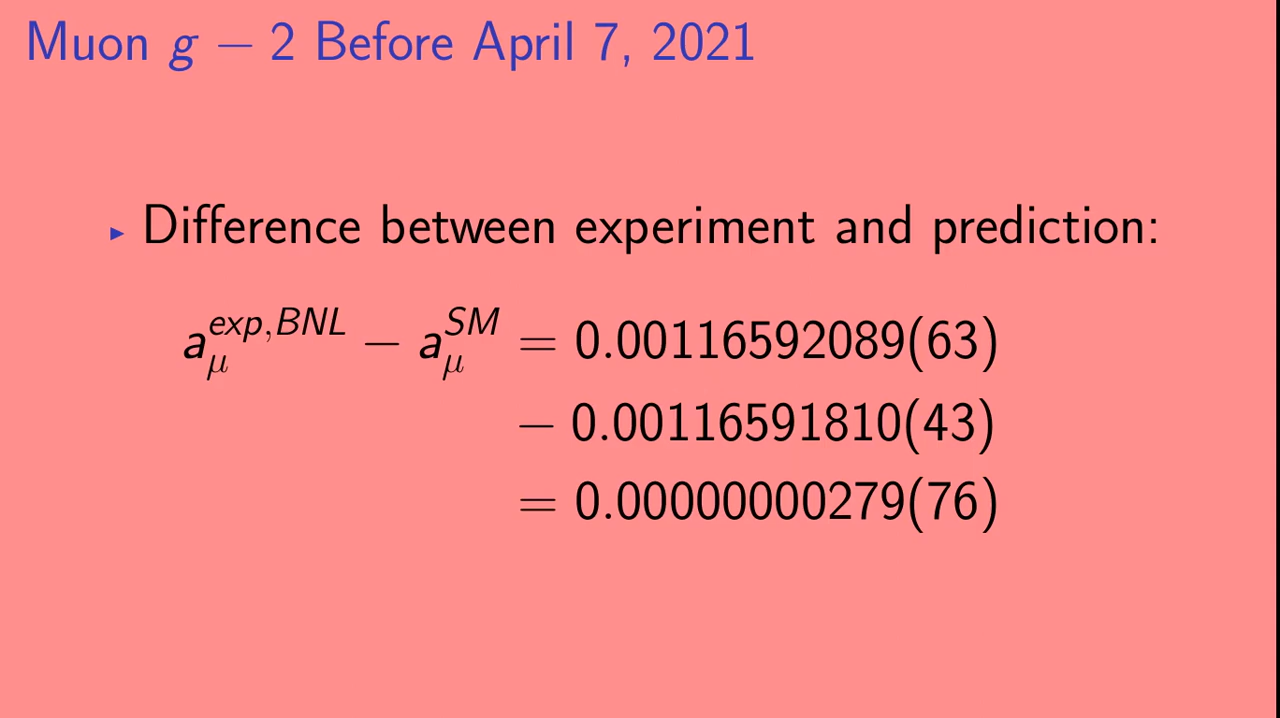 Muon g − 2 Before April 7, 2021
▸ Difference between experiment and prediction:
a_μ^{exp,BNL} − a_μ^{SM} = 0.00116592089(63)
− 0.00116591810(43)
= 0.00000000279(76)